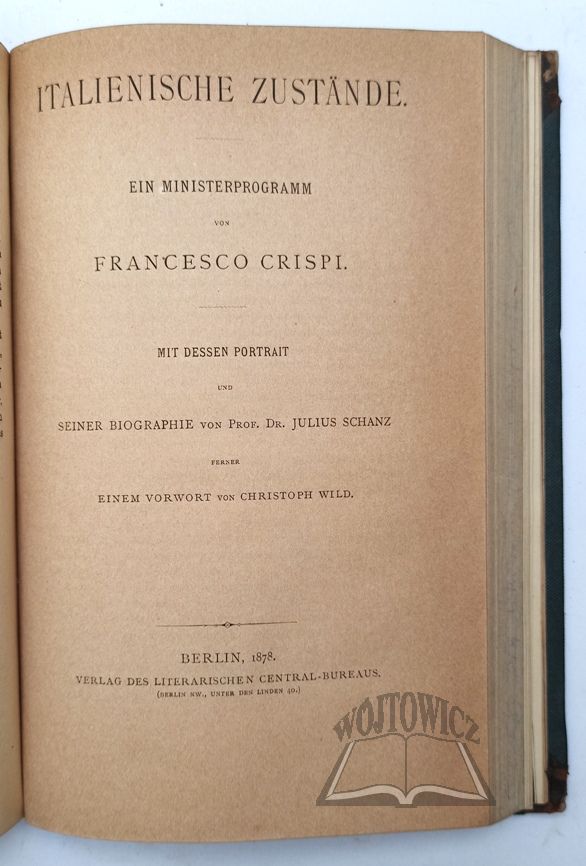 ITALIENISCHE ZUSTÄNDE.
EIN MINISTERPROGRAMM
VON
FRANCESCO CRISPI.
MIT DESSEN PORTRAIT
UND
SEINER BIOGRAPHIE VON PROF. DR. JULIUS SCHANZ
FERNER
EINEM VORWORT VON CHRISTOPH WILD.
BERLIN, 1878.
VERLAG DES LITERARISCHEN CENTRAL-BUREAUS.
(BERLIN NW., UNTER DEN LINDEN 40.)
WÓJTOWICZ